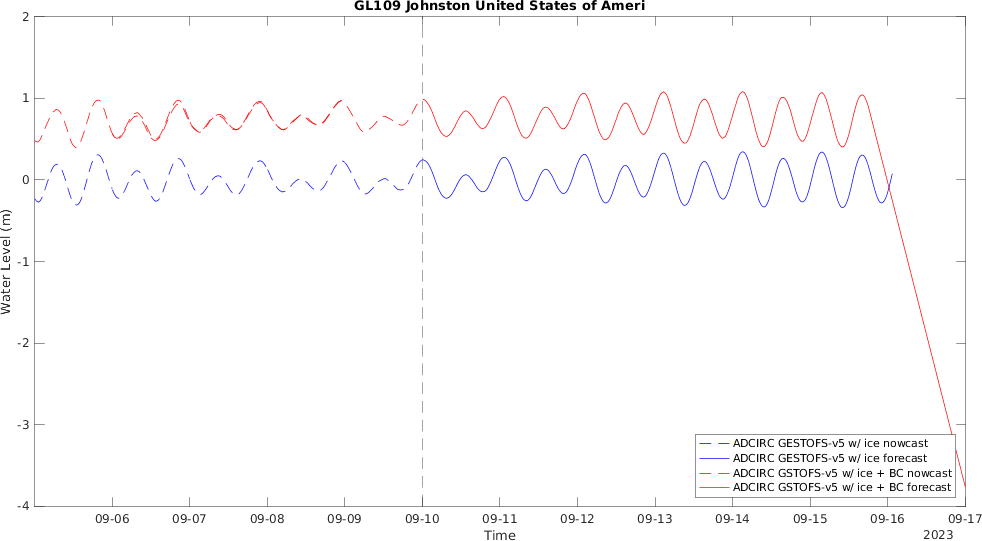 GL109 Johnston United States of Ameri
2
1
0
-1
-2
-3
-4
Water Level (m)
ADCIRC GESTOFS-v5 w/ ice nowcast
ADCIRC GESTOFS-v5 w/ ice forecast
ADCIRC GSTOFS-v5 w/ ice + BC nowcast
ADCIRC GSTOFS-v5 w/ ice + BC forecast
09-06 09-07 09-08 09-09 09-10 09-11 09-12 09-13 09-14 09-15 09-16 09-17
Time
2023